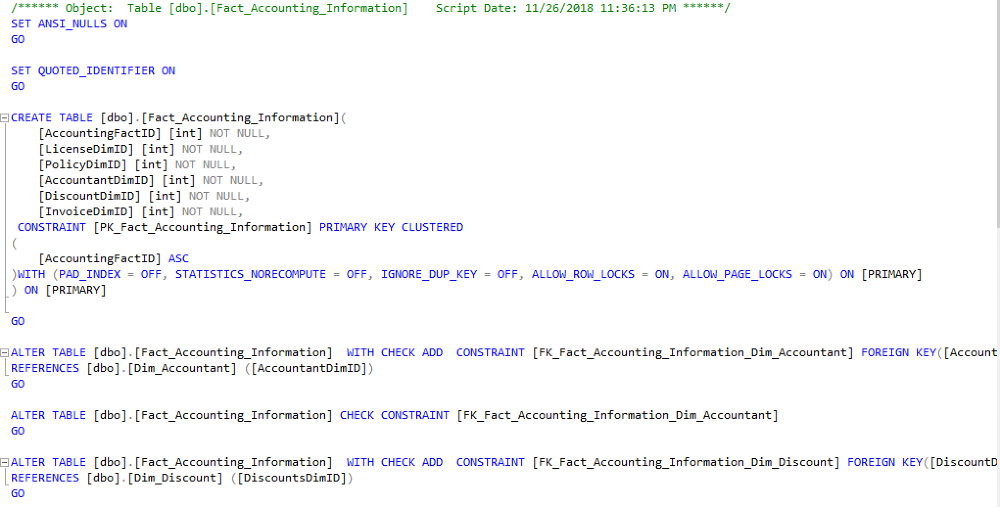 /****** Object:  Table [dbo].[Fact_Accounting_Information]    Script Date: 11/26/2018 11:36:13 PM ******/
SET ANSI_NULLS ON
GO

SET QUOTED_IDENTIFIER ON
GO

CREATE TABLE [dbo].[Fact_Accounting_Information](
    [AccountingFactID] [int] NOT NULL,
    [LicenseDimID] [int] NOT NULL,
    [PolicyDimID] [int] NOT NULL,
    [AccountantDimID] [int] NOT NULL,
    [DiscountDimID] [int] NOT NULL,
    [InvoiceDimID] [int] NOT NULL,
 CONSTRAINT [PK_Fact_Accounting_Information] PRIMARY KEY CLUSTERED
(
    [AccountingFactID] ASC
)WITH (PAD_INDEX = OFF, STATISTICS_NORECOMPUTE = OFF, IGNORE_DUP_KEY = OFF, ALLOW_ROW_LOCKS = ON, ALLOW_PAGE_LOCKS = ON) ON [PRIMARY]
) ON [PRIMARY]

GO

ALTER TABLE [dbo].[Fact_Accounting_Information]  WITH CHECK ADD  CONSTRAINT [FK_Fact_Accounting_Information_Dim_Accountant] FOREIGN KEY([Account
REFERENCES [dbo].[Dim_Accountant] ([AccountantDimID])
GO

ALTER TABLE [dbo].[Fact_Accounting_Information] CHECK CONSTRAINT [FK_Fact_Accounting_Information_Dim_Accountant]
GO

ALTER TABLE [dbo].[Fact_Accounting_Information]  WITH CHECK ADD  CONSTRAINT [FK_Fact_Accounting_Information_Dim_Discount] FOREIGN KEY([DiscountD
REFERENCES [dbo].[Dim_Discount] ([DiscountsDimID])
GO